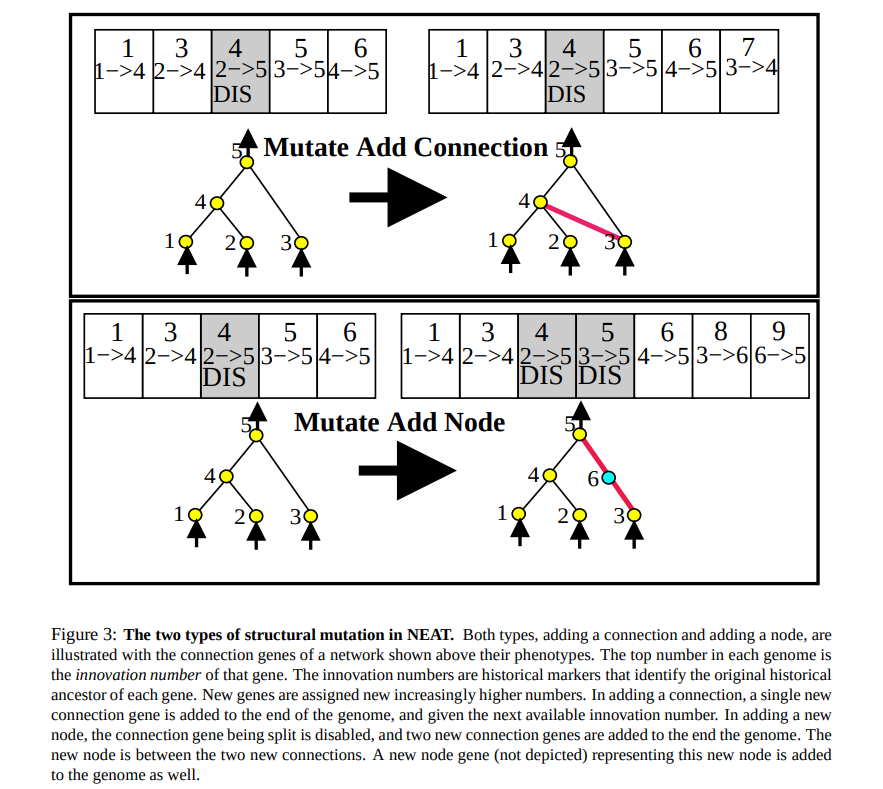 1 3 4 5 6
1−>4 2−>4 2−>5 3−>5 4−>5
DIS
1 3 4 5 6 7
1−>4 2−>4 2−>5 3−>5 4−>5 3−>4
DIS
Mutate Add Connection
5
4
1 2 3
5
4
1 2 3
1 3 4 5 6
1−>4 2−>4 2−>5 3−>5 4−>5
DIS
1 3 4 5 6 8 9
1−>4 2−>4 2−>5 3−>5 4−>5 3−>6 6−>5
DIS DIS
Mutate Add Node
5
4
1 2 3
5
4 6
1 2 3
Figure 3: The two types of structural mutation in NEAT. Both types, adding a connection and adding a node, are
illustrated with the connection genes of a network shown above their phenotypes. The top number in each genome is
the innovation number of that gene. The innovation numbers are historical markers that identify the original historical
ancestor of each gene. New genes are assigned new increasingly higher numbers. In adding a connection, a single new
connection gene is added to the end of the genome, and given the next available innovation number. In adding a new
node, the connection gene being split is disabled, and two new connection genes are added to the end the genome. The
new node is between the two new connections. A new node gene (not depicted) representing this new node is added
to the genome as well.